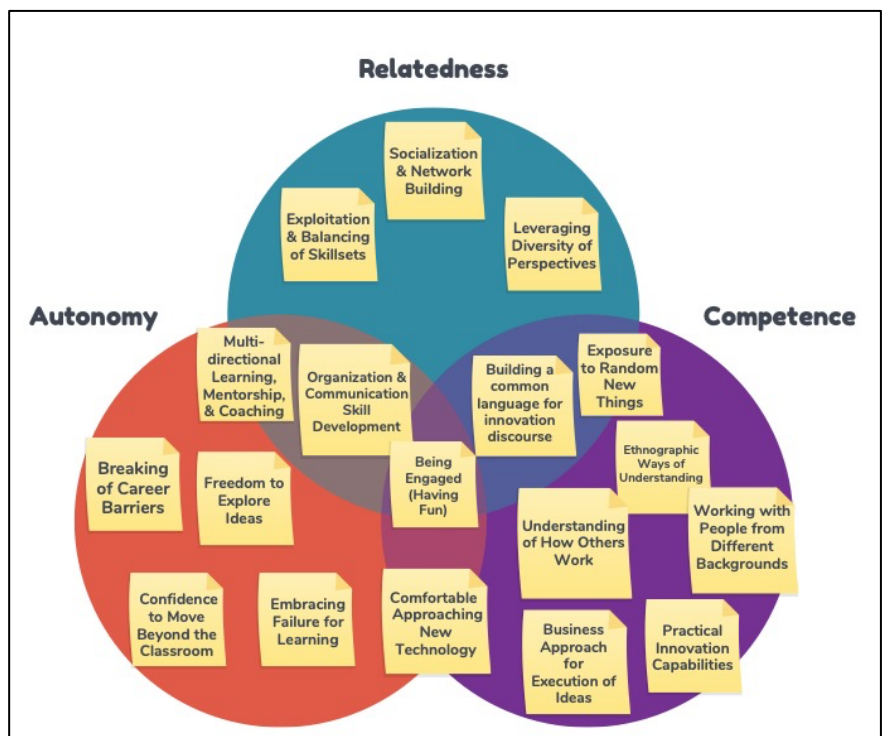 Relatedness
Socialization
& Network
Building
Exploitation
& Balancing
of Skillsets
Leveraging
Diversity of
Perspectives
Autonomy
Competence
Multi-
directional
Learning,
Mentorship,
& Coaching
Organization &
Communication
Skill
Development
Building a
common
language for
innovation
discourse
Exposure
to Random
New
Things
Breaking
of Career
Barriers
Freedom to
Explore
Ideas
Being
Engaged
(Having
Fun)
Ethnographic
Ways of
Understanding
Understanding
of How Others
Work
Working with
People from
Different
Backgrounds
Confidence
to Move
Beyond the
Classroom
Embracing
Failure for
Learning
Comfortable
Approaching
New
Technology
Business
Approach
for
Execution of
Ideas
Practical
Innovation
Capabilities